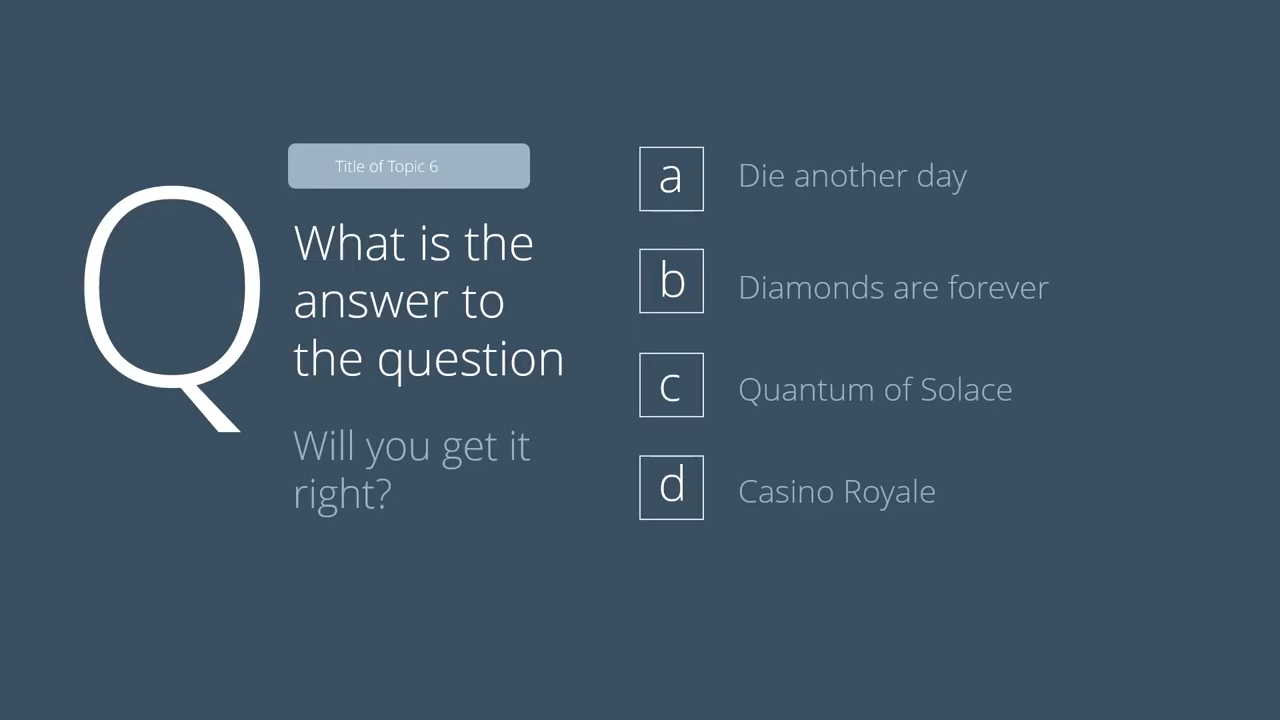 Q
Title of Topic 6
What is the
answer to
the question
Will you get it
right?
a Die another day
b Diamonds are forever
c Quantum of Solace
d Casino Royale